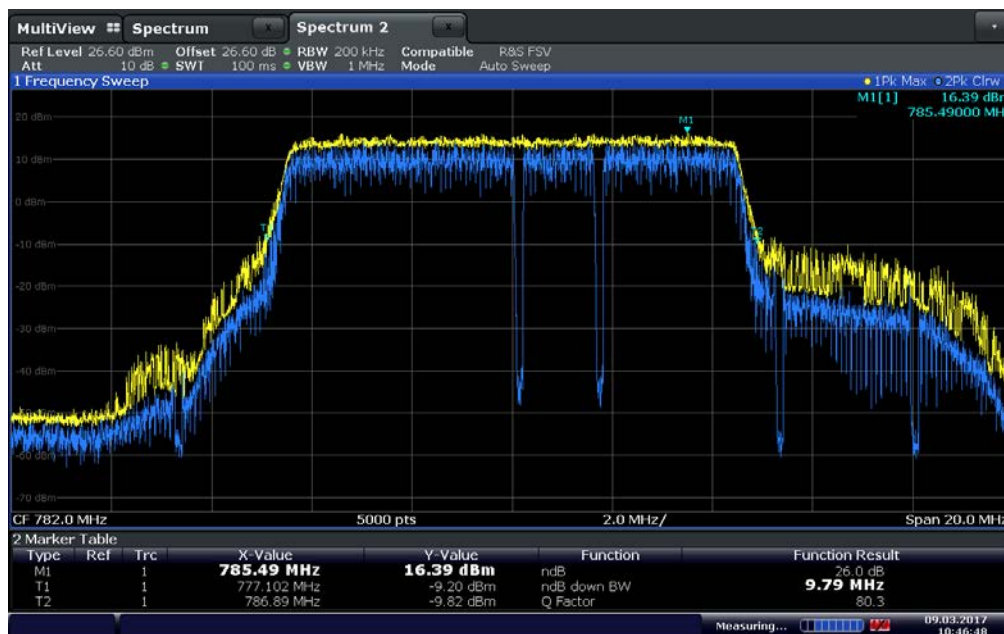 MultiView Spectrum x Spectrum 2 x
Ref Level 26.60 dBm Offset 26.60 dB RBW 200 kHz Compatible R&S FSV
Att 10 dB SWT 100 ms VBW 1 MHz Mode Auto Sweep
1 Frequency Sweep 1Pk Max 2Pk Clrw
M1[1] 16.39 dBm
785.49000 MH
20 dBm
M1
10 dBm
0 dBm
T1
-10 dBm
-20 dBm
-30 dBm
-40 dBm
-60 dBm
-70 dBm
CF 782.0 MHz 5000 pts 2.0 MHz/ Span 20.0 MHz
2 Marker Table
Type Ref Trc X-Value Y-Value Function Function Result
M1 1 785.49 MHz 16.39 dBm ndB 26.0 dB
T1 1 777.102 MHz -9.20 dBm ndB down BW 9.79 MHz
T2 1 786.89 MHz -9.82 dBm Q Factor 80.3
Measuring... 09.03.2017
10:46:48